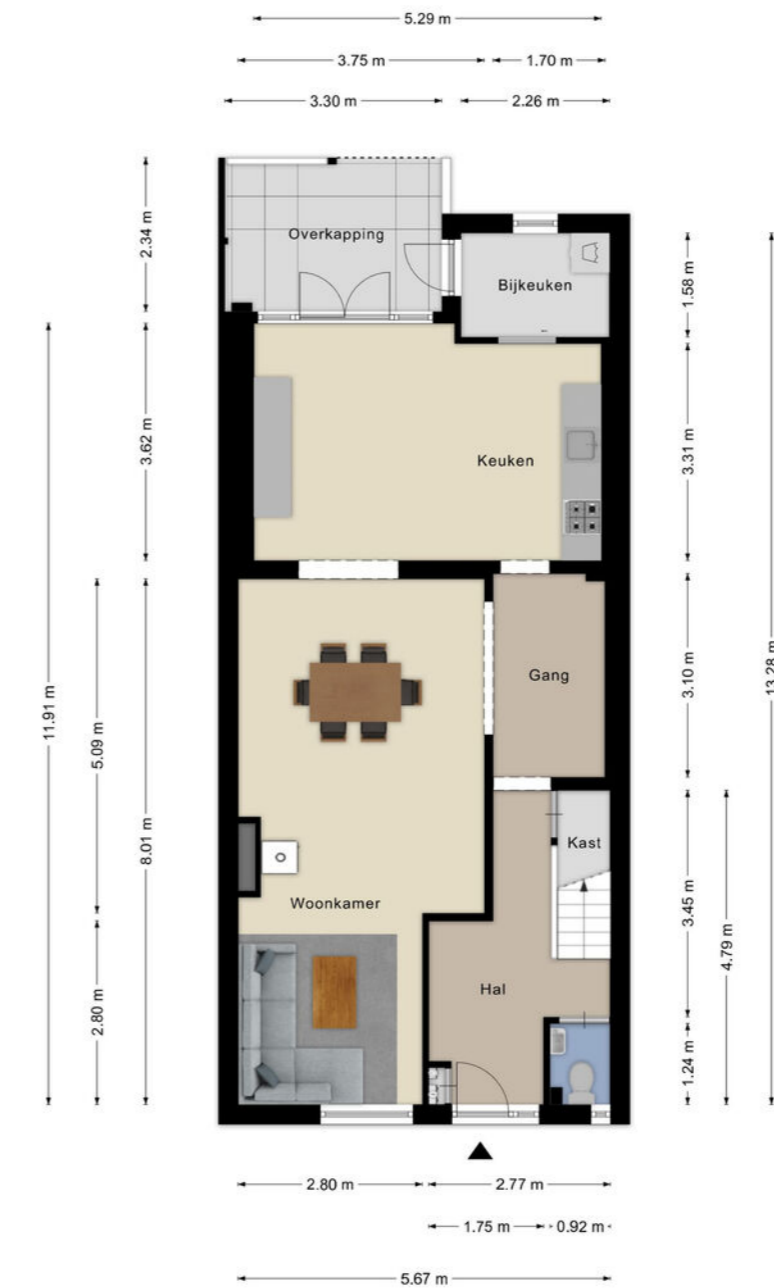 5.29 m
3.75 m
1.70 m
3.30 m
2.26 m
2.34 m
Overkapping
Bijkeuken
1.58 m
3.62 m
Keuken
3.31 m
13.28 m
11.91 m
5.09 m
8.01 m
Gang
3.10 m
Kast
Woonkamer
3.45 m
4.79 m
Hal
2.80 m
1.24 m
2.80 m
2.77 m
1.75 m
0.92 m
5.67 m